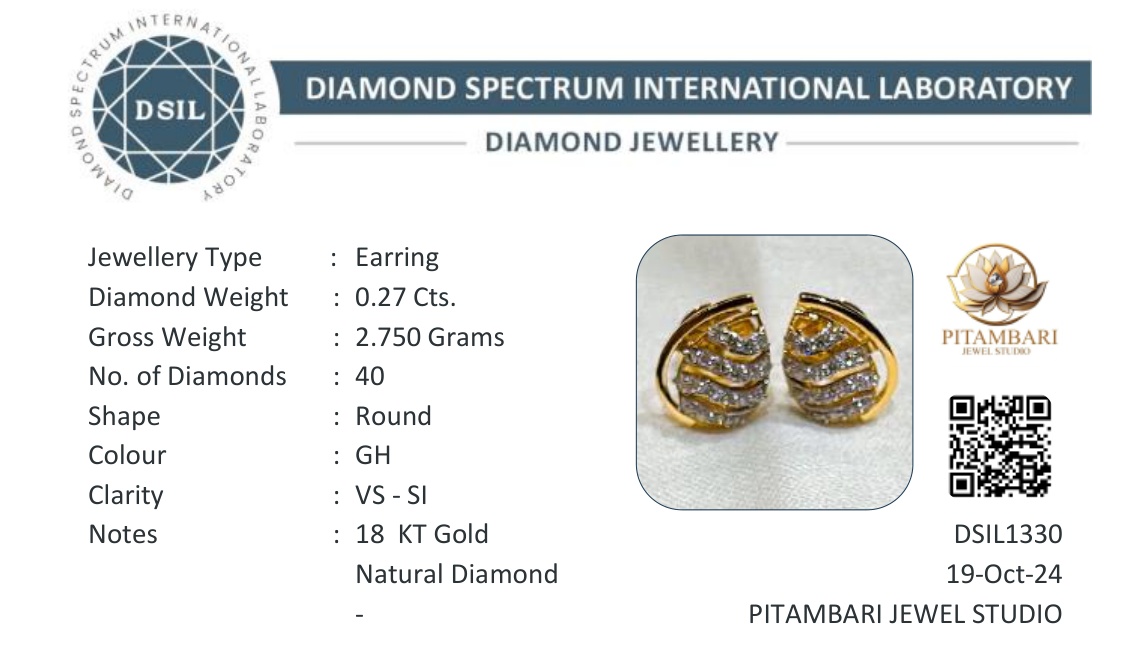 DIAMOND SPECTRUM INTERNATIONAL LABORATORY
DSIL
DIAMOND SPECTRUM INTERNATIONAL LABORATORY
DIAMOND JEWELLERY
Jewellery Type : Earring
Diamond Weight : 0.27 Cts.
Gross Weight : 2.750 Grams
No. of Diamonds : 40
Shape : Round
Colour : GH
Clarity : VS - SI
Notes : 18 KT Gold
Natural Diamond
-
PITAMBARI
JEWEL STUDIO
DSIL1330
19-Oct-24
PITAMBARI JEWEL STUDIO